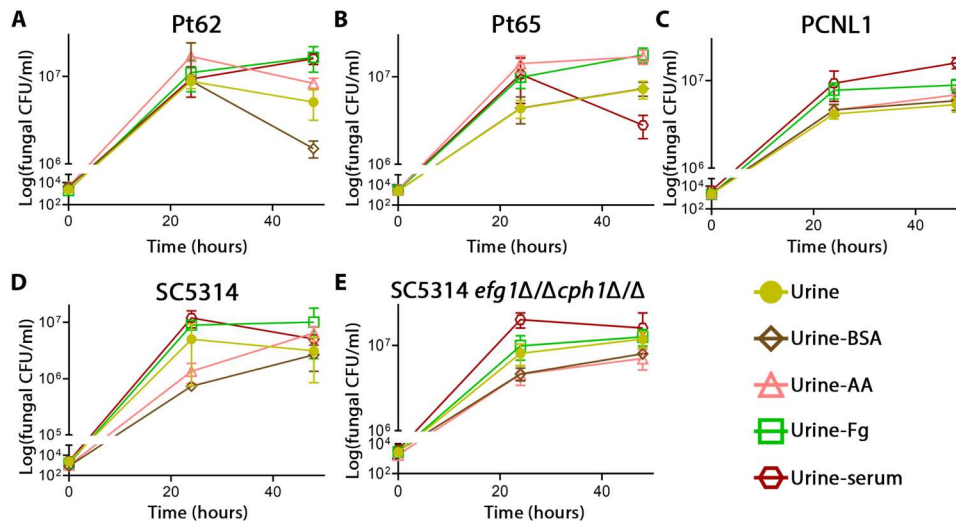 A
Pt62
Log(fungal CFU/ml)
10⁷
10⁶
10⁴
10²
0
20
40
Time (hours)
B
Pt65
Log(fungal CFU/ml)
10⁷
10⁶
10⁴
10²
0
20
40
Time (hours)
C
PCNL1
Log(fungal CFU/ml)
10⁷
10⁶
10⁴
10²
0
20
40
Time (hours)
D
SC5314
Log(fungal CFU/ml)
10⁷
10⁶
10⁵
10⁴
10²
0
20
40
Time (hours)
E
SC5314 efg1Δ/Δcph1Δ/Δ
Log(fungal CFU/ml)
10⁷
10⁶
10⁴
10²
0
20
40
Time (hours)
Urine
Urine-BSA
Urine-AA
Urine-Fg
Urine-serum